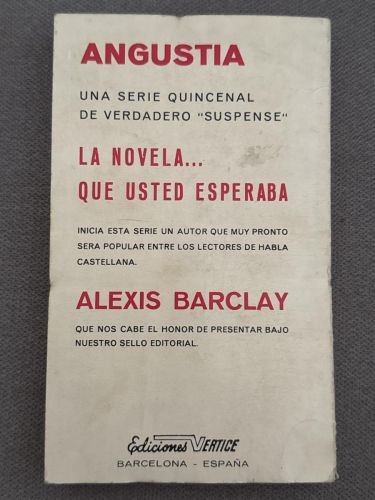 ANGUSTIA
UNA SERIE QUINCENAL
DE VERDADERO "SUSPENSE"
LA NOVELA...
QUE USTED ESPERABA
INICIA ESTA SERIE UN AUTOR QUE MUY PRONTO
SERA POPULAR ENTRE LOS LECTORES DE HABLA
CASTELLANA.
ALEXIS BARCLAY
QUE NOS CABE EL HONOR DE PRESENTAR BAJO
NUESTRO SELLO EDITORIAL.
Ediciones VERTICE
BARCELONA - ESPAÑA